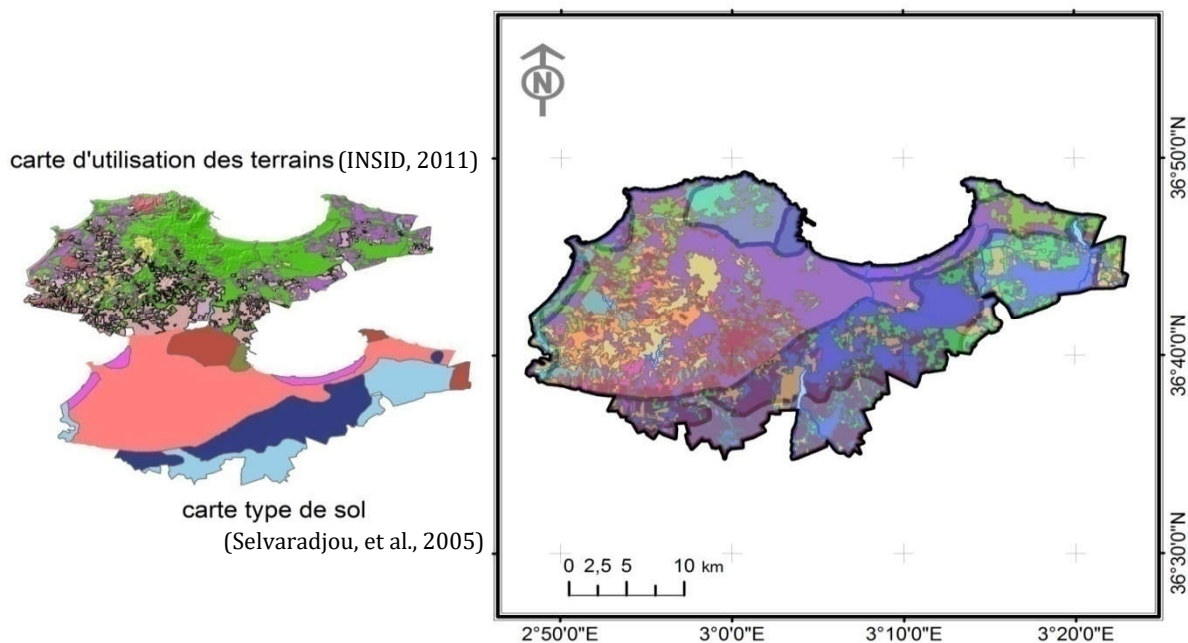 N
carte d'utilisation des terrains (INSID, 2011)
carte type de sol
(Selvaradjou, et al., 2005)
36°50'0"N
36°40'0"N
36°30'0"N
0 2,5 5 10 km
2°50'0"E 3°0'0"E 3°10'0"E 3°20'0"E